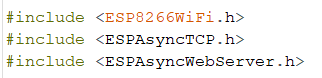 #include <ESP8266WiFi.h>
#include <ESPAsyncTCP.h>
#include <ESPAsyncWebServer.h>